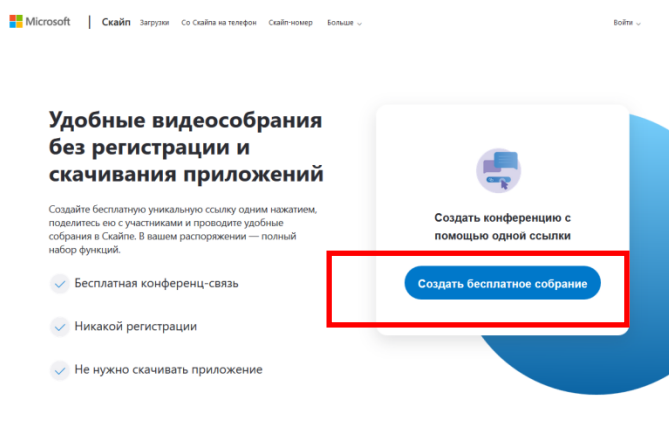 Microsoft | Скайп Загрузки Со Скайпа на телефон Скайп-номер Больше Войти
Удобные видеособрания
без регистрации и
скачивания приложений
Создайте бесплатную уникальную ссылку одним нажатием,
поделитесь ею с участниками и проводите удобные
собрания в Скайпе. В вашем распоряжении — полный
набор функций.
Бесплатная конференц-связь
Никакой регистрации
Не нужно скачивать приложение
Создать конференцию с
помощью одной ссылки
Создать бесплатное собрание